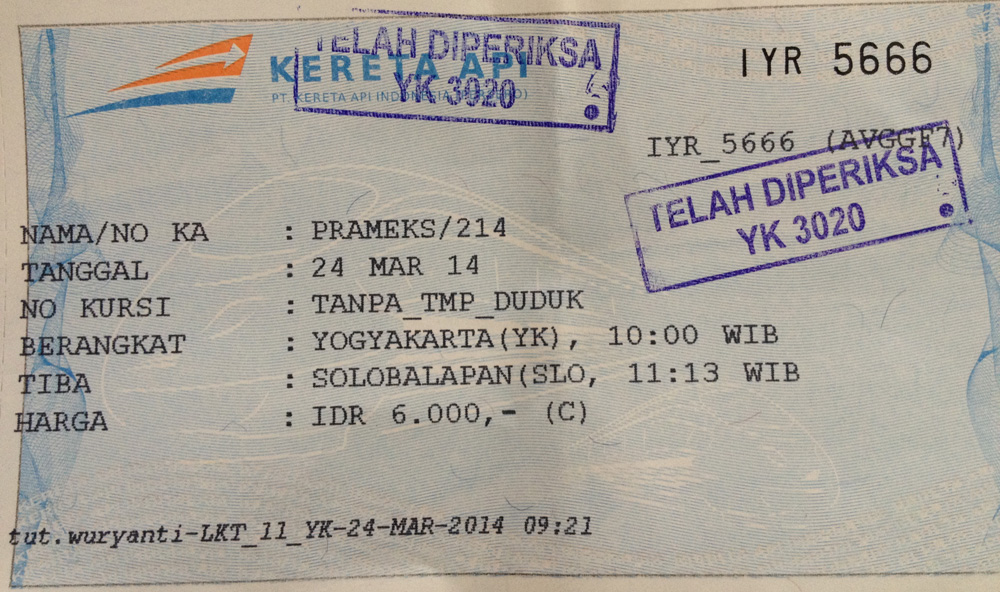 KERETA API
PT. KERETA API INDONESIA (PERSERO)
TELAH DIPERIKSA
YK 3020
IYR 5666
IYR_5666 (AVGGF7)
TELAH DIPERIKSA
YK 3020
NAMA/NO KA : PRAMEKS/214
TANGGAL : 24 MAR 14
NO KURSI : TANPA_TMP_DUDUK
BERANGKAT : YOGYAKARTA(YK), 10:00 WIB
TIBA : SOLOBALAPAN(SLO, 11:13 WIB
HARGA : IDR 6.000,- (C)
tut.wuryanti-LKT_11_YK-24-MAR-2014 09:21